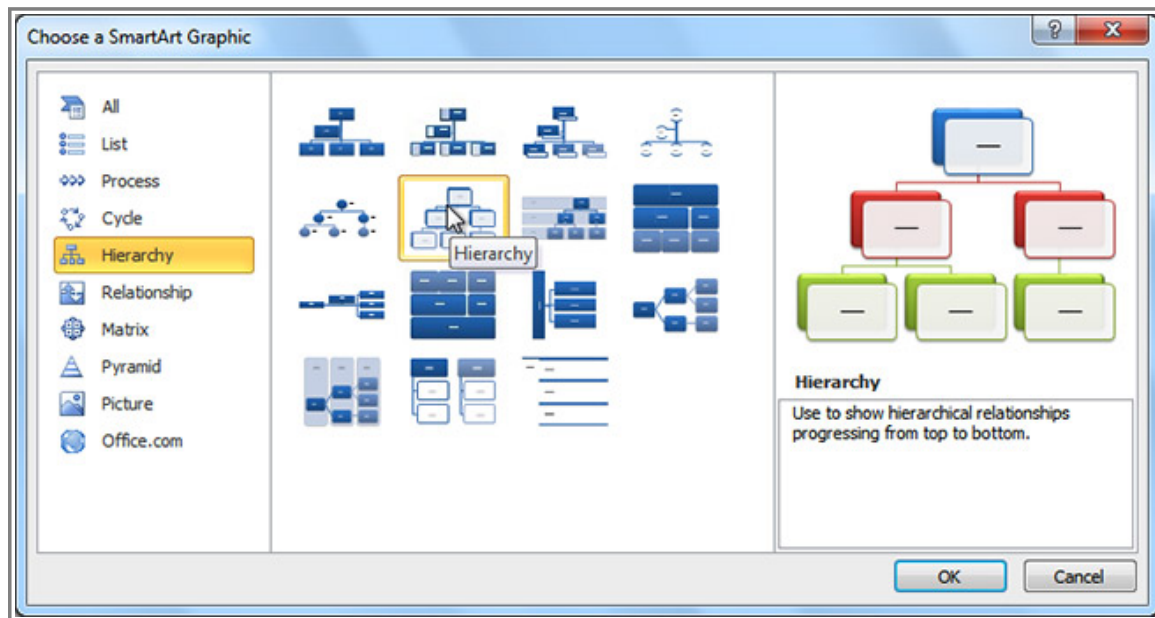 Choose a SmartArt Graphic
All
List
Process
Cycle
Hierarchy
Relationship
Matrix
Pyramid
Picture
Office.com
Hierarchy
Hierarchy
Use to show hierarchical relationships
progressing from top to bottom.
OK
Cancel